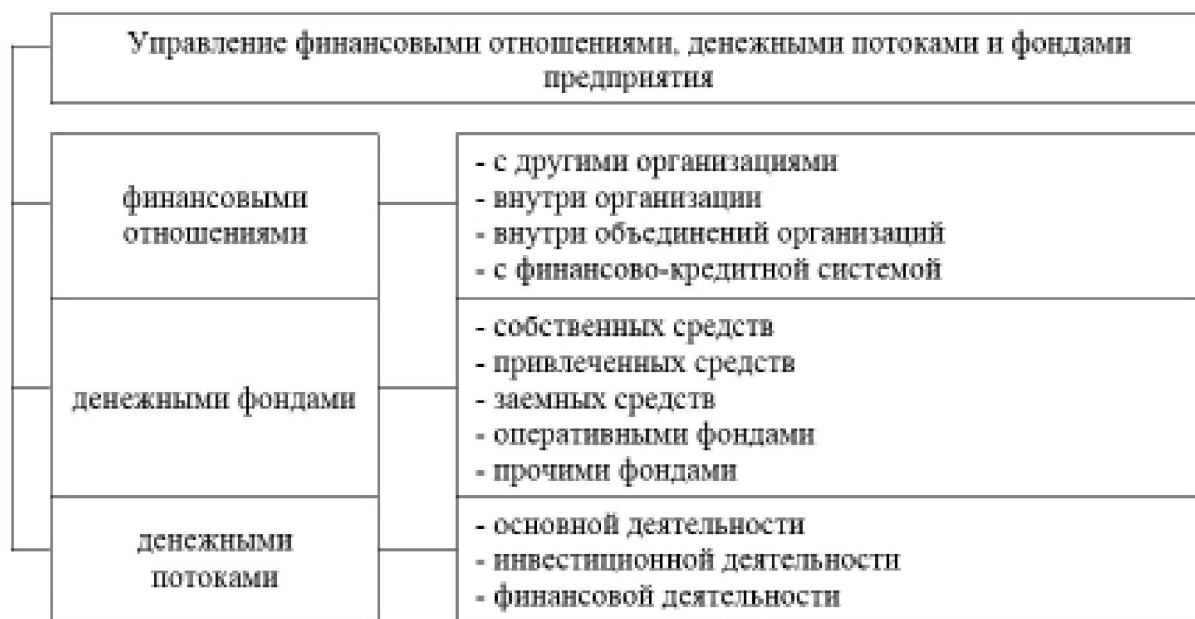 Управление финансовыми отношениями, денежными потоками и фондами
предприятия
финансовыми
отношениями
- с другими организациями
- внутри организации
- внутри объединений организаций
- с финансово-кредитной системой
денежными фондами
- собственных средств
- привлеченных средств
- заемных средств
- оперативными фондами
- прочими фондами
денежными
потоками
- основной деятельности
- инвестиционной деятельности
- финансовой деятельности